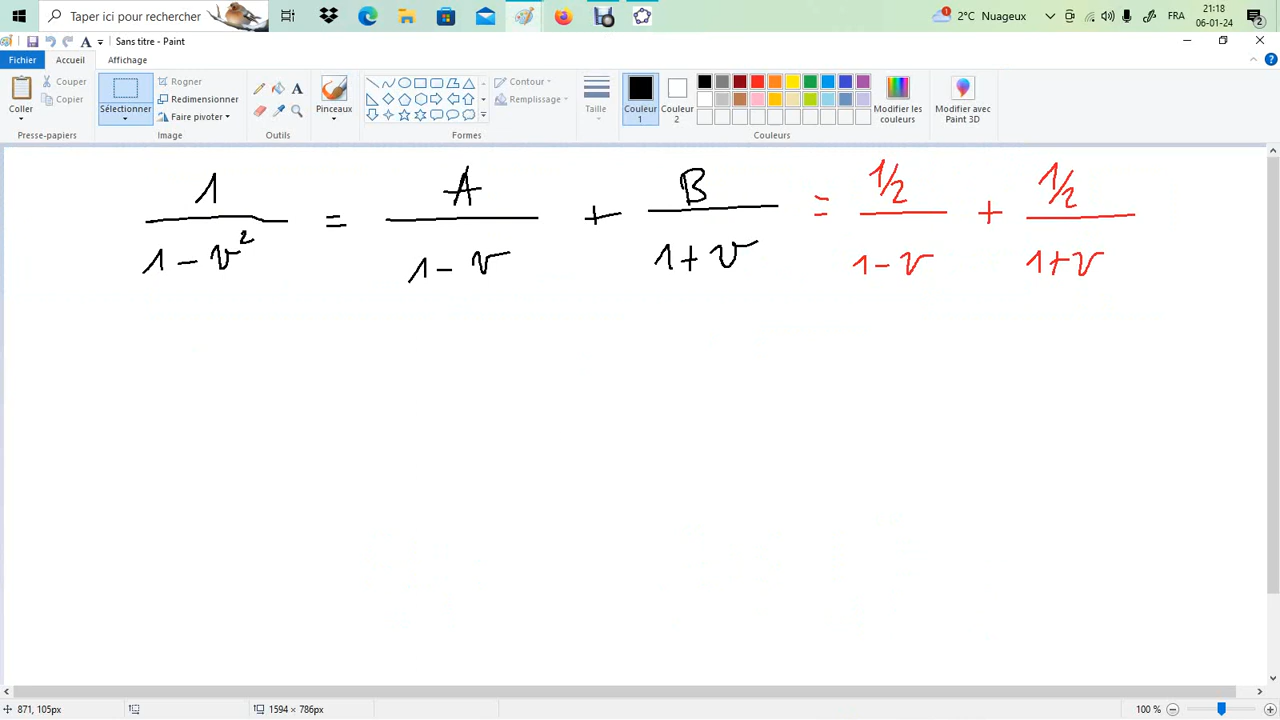 Taper ici pour rechercher
2°C Nuageux
FRA
21:18
06-01-24
2
Sans titre - Paint
Fichier Accueil Affichage
Coller
Couper
Copier
Presse-papiers
Sélectionner
Rogner
Redimensionner
Faire pivoter
Image
Outils
Pinceaux
Formes
Contour
Remplissage
Taille
Couleur 1
Couleur 2
Couleurs
Modifier les couleurs
Modifier avec Paint 3D
1/(1-v²) = A/(1-v) + B/(1+v) = (1/2)/(1-v) + (1/2)/(1+v)
871, 105px
1594 × 786px
100 %